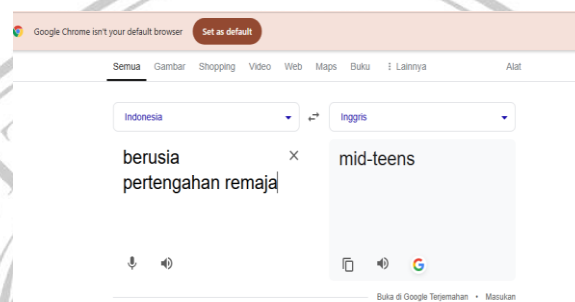 Google Chrome isn't your default browser Set as default
Semua Gambar Shopping Video Web Maps Buku Lainnya Alat
Indonesia Inggris
berusia mid-teens
pertengahan remaja
Buka di Google Terjemahan • Masukan